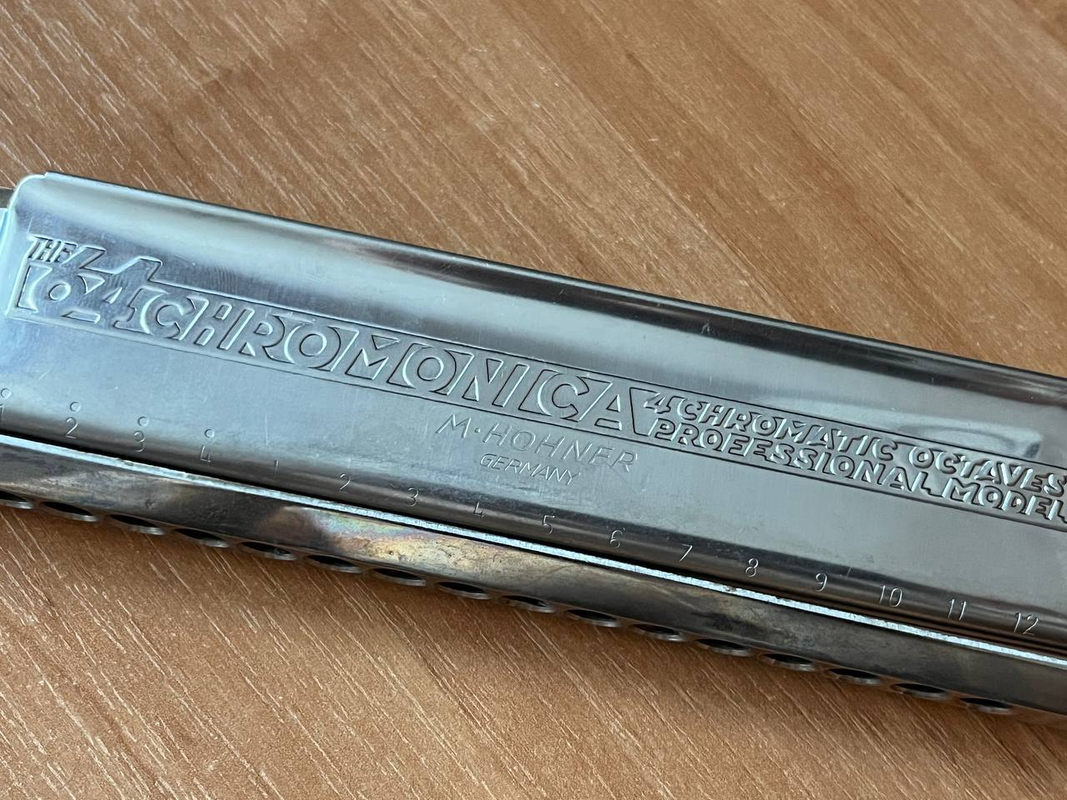 THE
64 CHROMONICA
4 CHROMATIC OCTAVES
PROFESSIONAL MODEL
M. HOHNER
GERMANY
1 2 3 4 1 2 3 4 5 6 7 8 9 10 11 12